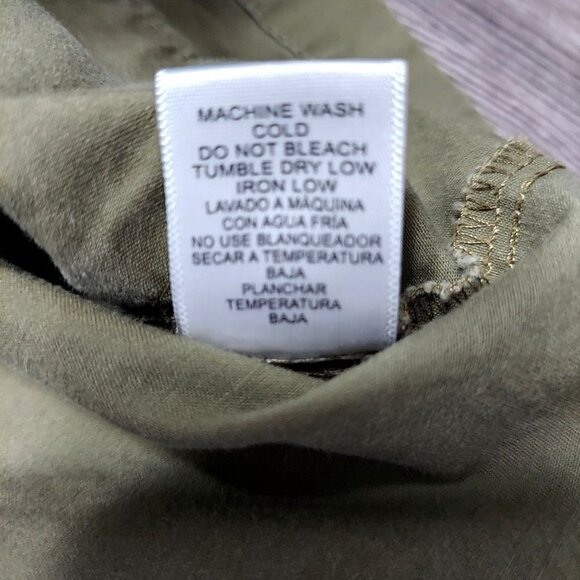 MACHINE WASH
COLD
DO NOT BLEACH
TUMBLE DRY LOW
IRON LOW
LAVADO A MÁQUINA
CON AGUA FRÍA
NO USE BLANQUEADOR
SECAR A TEMPERATURA
BAJA
PLANCHAR
TEMPERATURA
BAJA